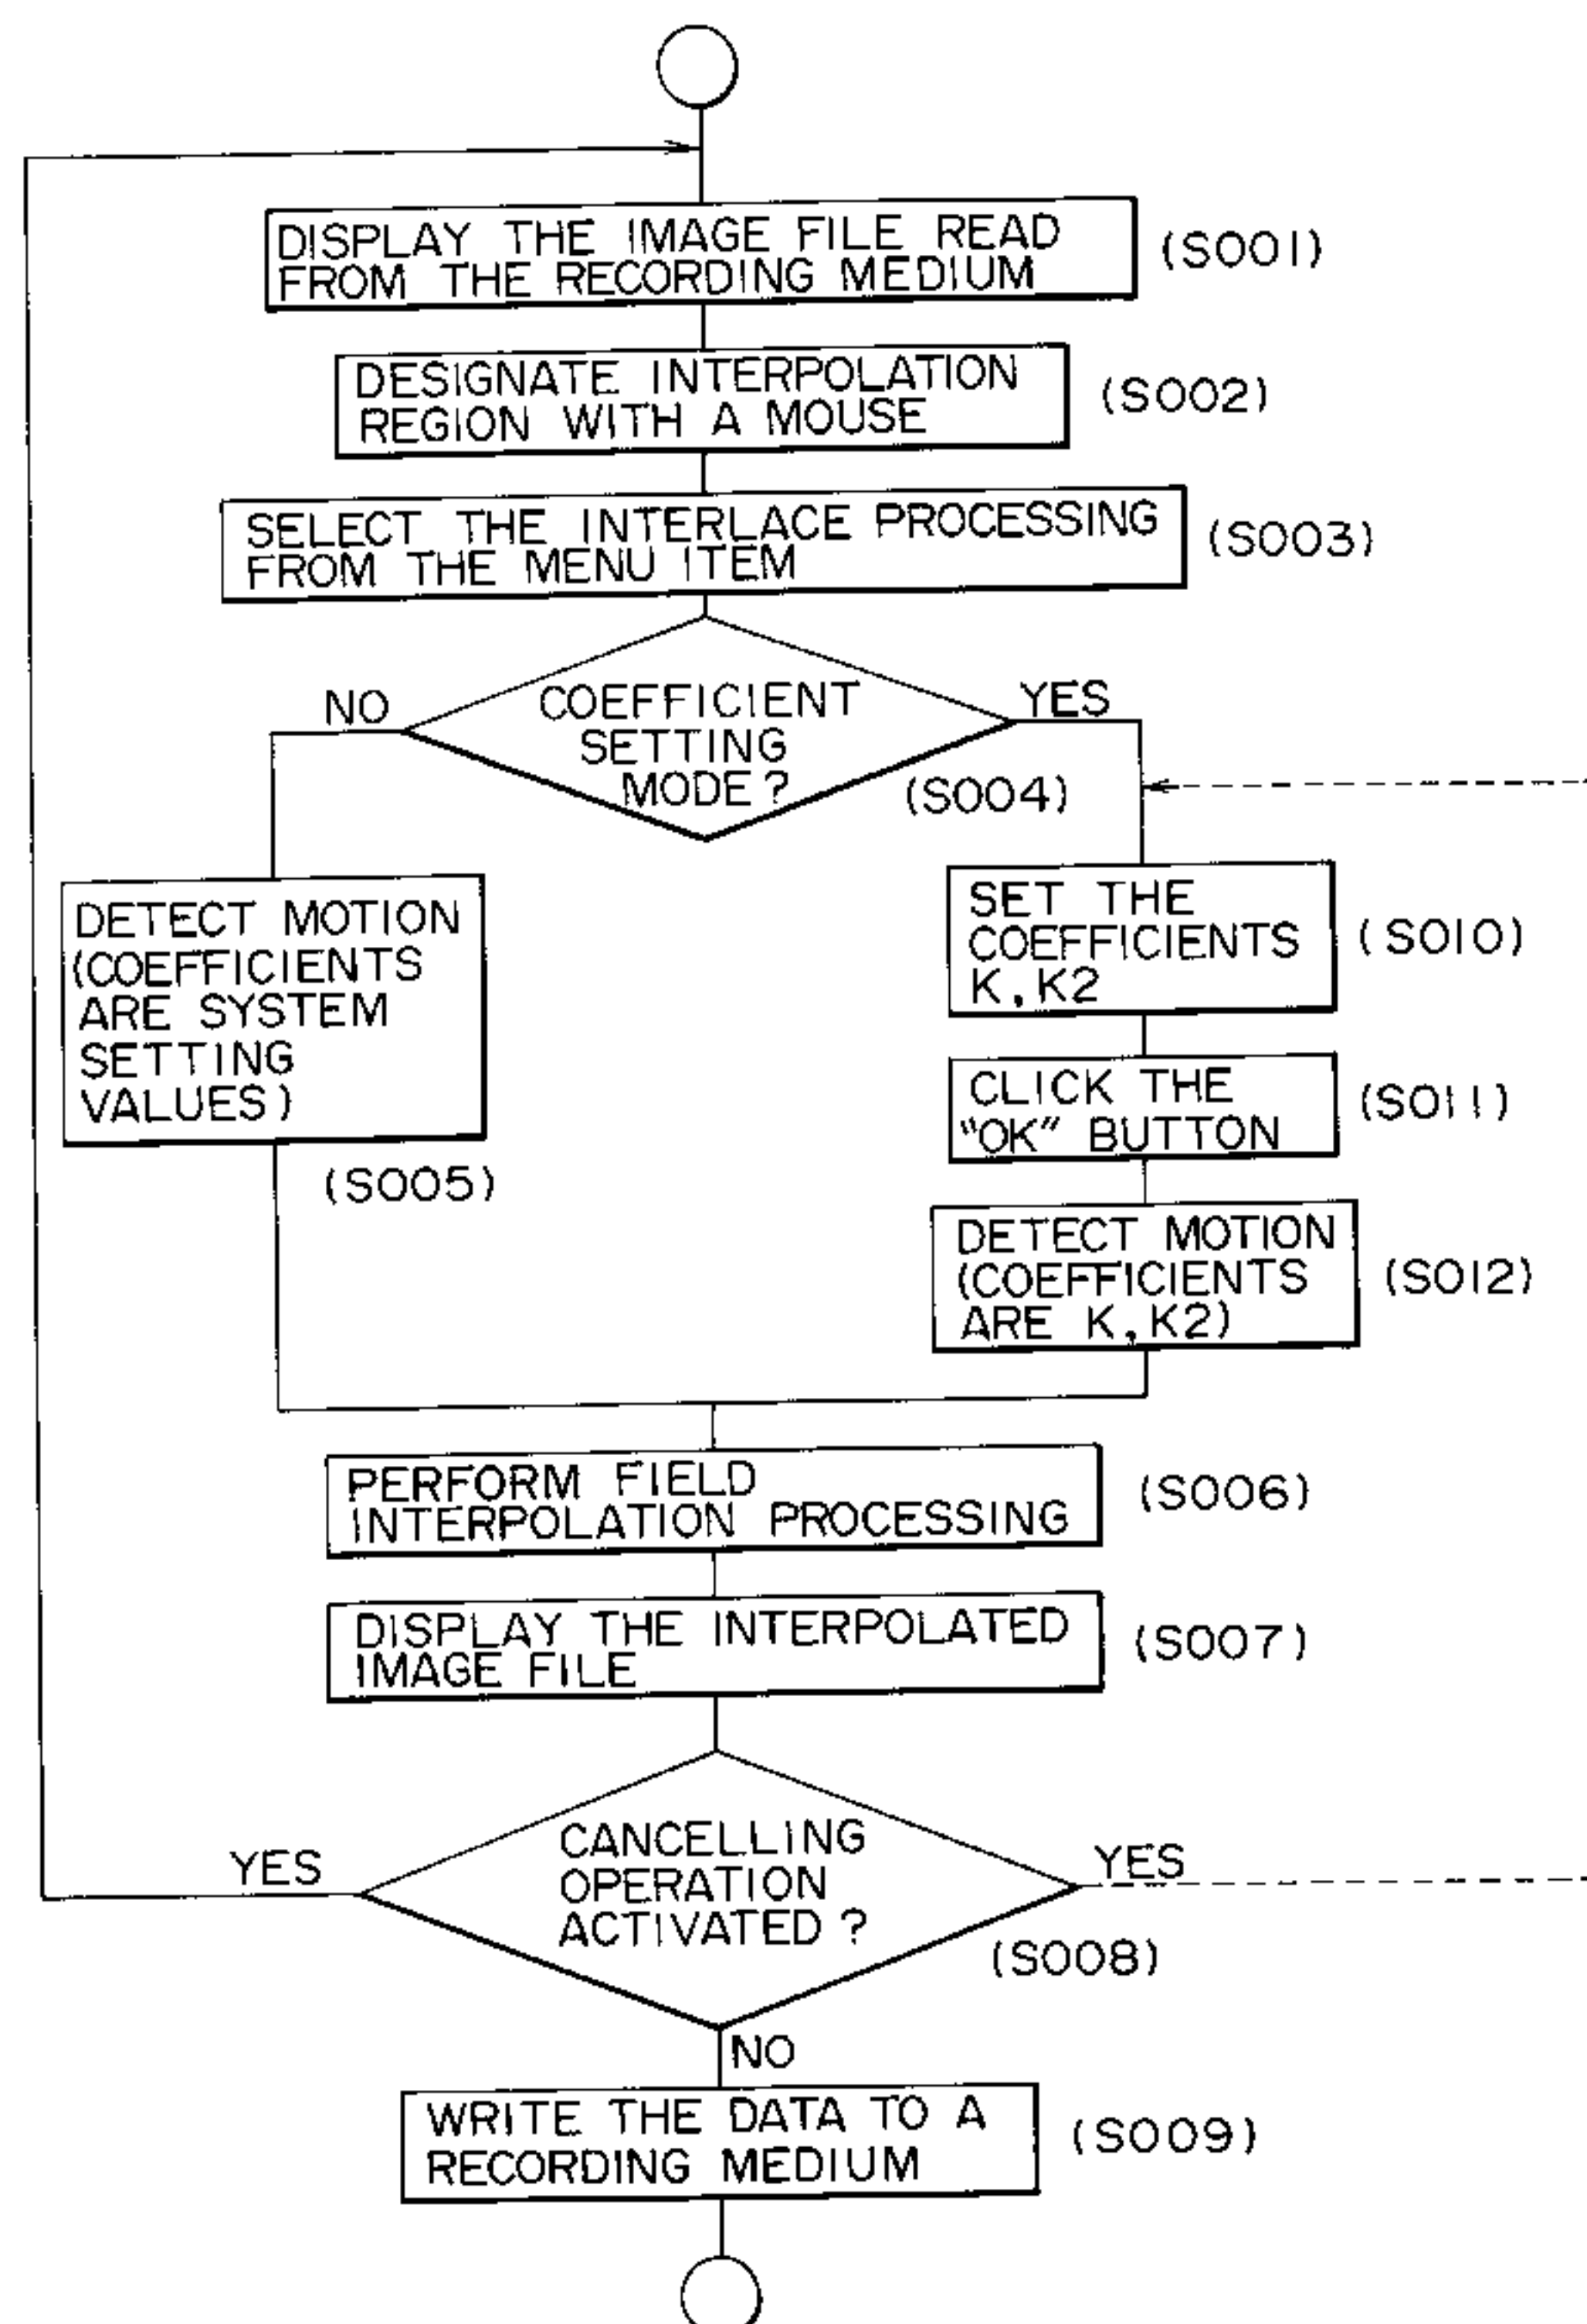 DISPLAY THE IMAGE FILE READ
FROM THE RECORDING MEDIUM
(S001)
DESIGNATE INTERPOLATION
REGION WITH A MOUSE
(S002)
SELECT THE INTERLACE PROCESSING
FROM THE MENU ITEM
(S003)
NO
COEFFICIENT
SETTING
MODE?
YES
(S004)
DETECT MOTION
(COEFFICIENTS
ARE SYSTEM
SETTING
VALUES)
(S005)
SET THE
COEFFICIENTS
K, K2
(S010)
CLICK THE
"OK" BUTTON
(S011)
DETECT MOTION
(COEFFICIENTS
ARE K, K2)
(S012)
PERFORM FIELD
INTERPOLATION PROCESSING
(S006)
DISPLAY THE INTERPOLATED
IMAGE FILE
(S007)
YES
CANCELLING
OPERATION
ACTIVATED?
YES
(S008)
NO
WRITE THE DATA TO A
RECORDING MEDIUM
(S009)